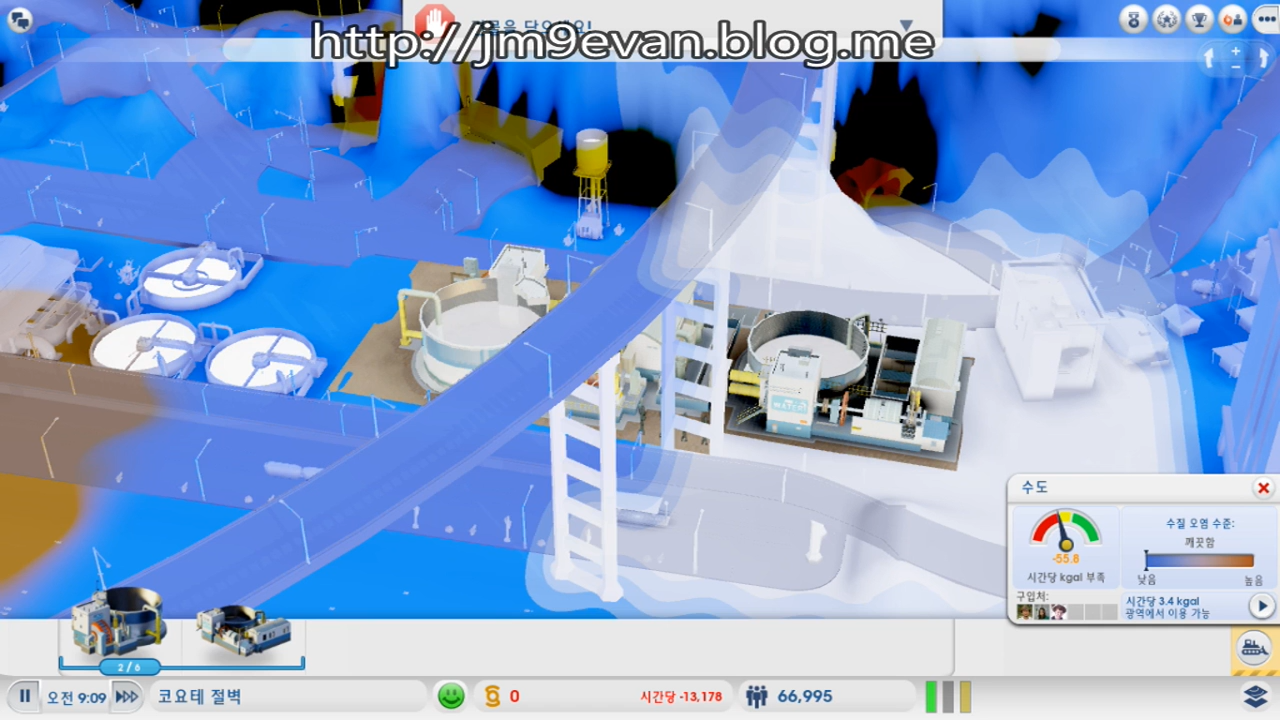 http://jm9evan.blog.me
WATER
수도
-55.8
시간당 kgal 부족
수질 오염 수준:
깨끗함
낮음
높음
구입처:
시간당 3.4 kgal
광역에서 이용 가능
2/6
오전 9:09
코요테 절벽
0
시간당 -13,178
66,995